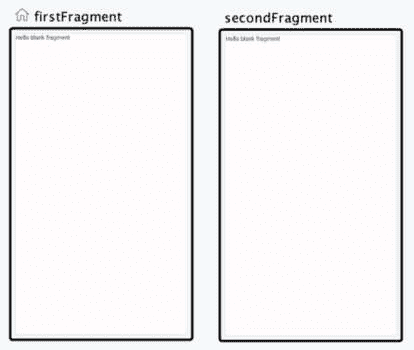 firstFragment
secondFragment
Hello blank fragment
Hello blank fragment